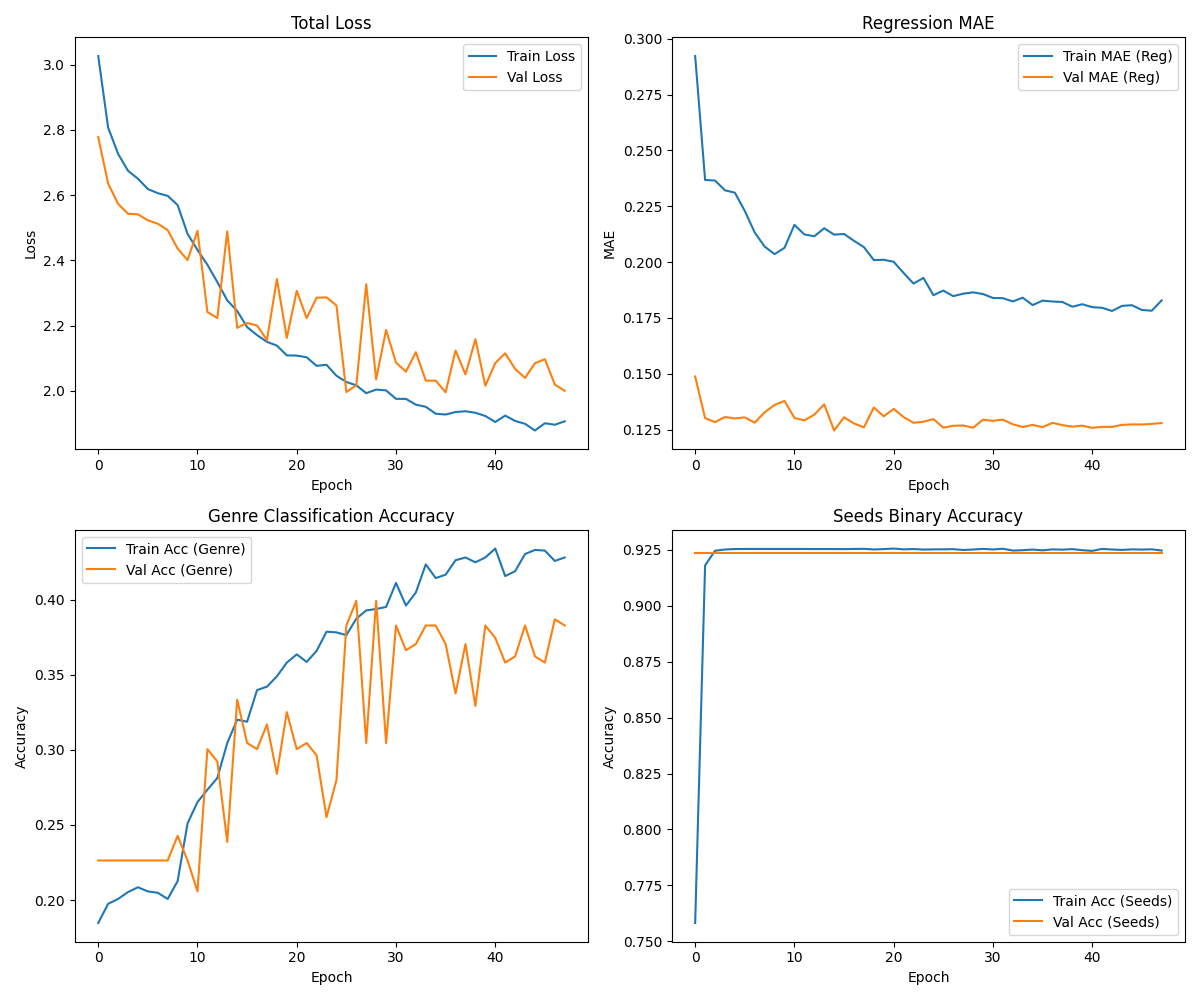 Total Loss
Train Loss
Val Loss
3.0
2.8
2.6
2.4
2.2
2.0
Loss
0
10
20
30
40
Epoch
Regression MAE
Train MAE (Reg)
Val MAE (Reg)
0.300
0.275
0.250
0.225
0.200
0.175
0.150
0.125
MAE
0
10
20
30
40
Epoch
Genre Classification Accuracy
Train Acc (Genre)
Val Acc (Genre)
0.40
0.35
0.30
0.25
0.20
Accuracy
0
10
20
30
40
Epoch
Seeds Binary Accuracy
0.925
0.900
0.875
0.850
0.825
0.800
0.775
0.750
Accuracy
Train Acc (Seeds)
Val Acc (Seeds)
0
10
20
30
40
Epoch